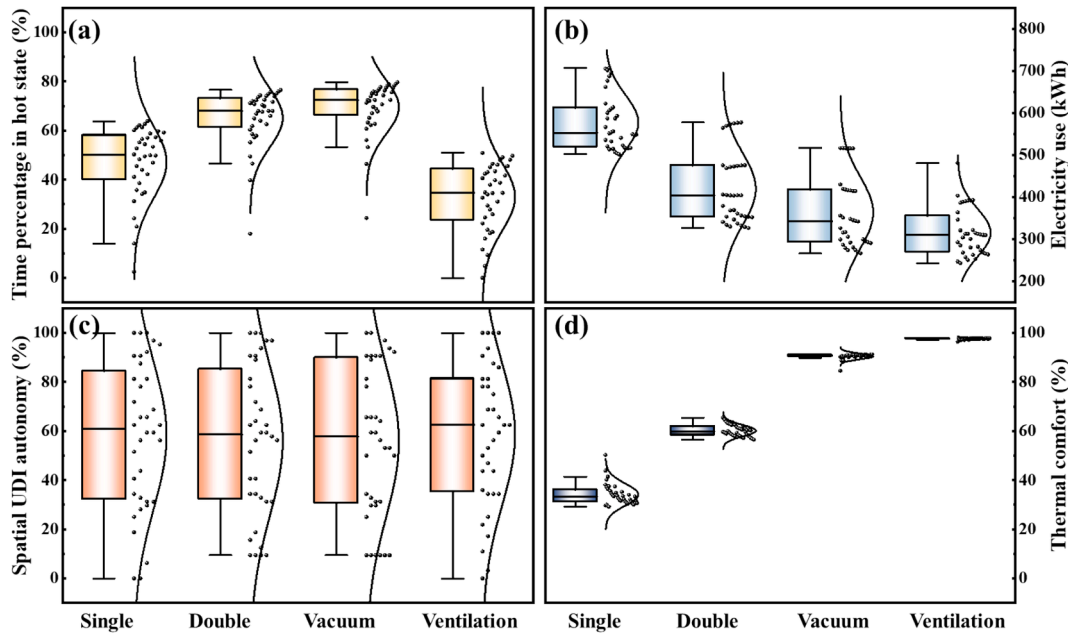 (a)
Time percentage in hot state (%)
100
80
60
40
20
0
(b)
Electricity use (kWh)
800
700
600
500
400
300
200
(c)
Spatial UDI autonomy (%)
100
80
60
40
20
0
(d)
Thermal comfort (%)
100
80
60
40
20
0
Single Double Vacuum Ventilation
Single Double Vacuum Ventilation